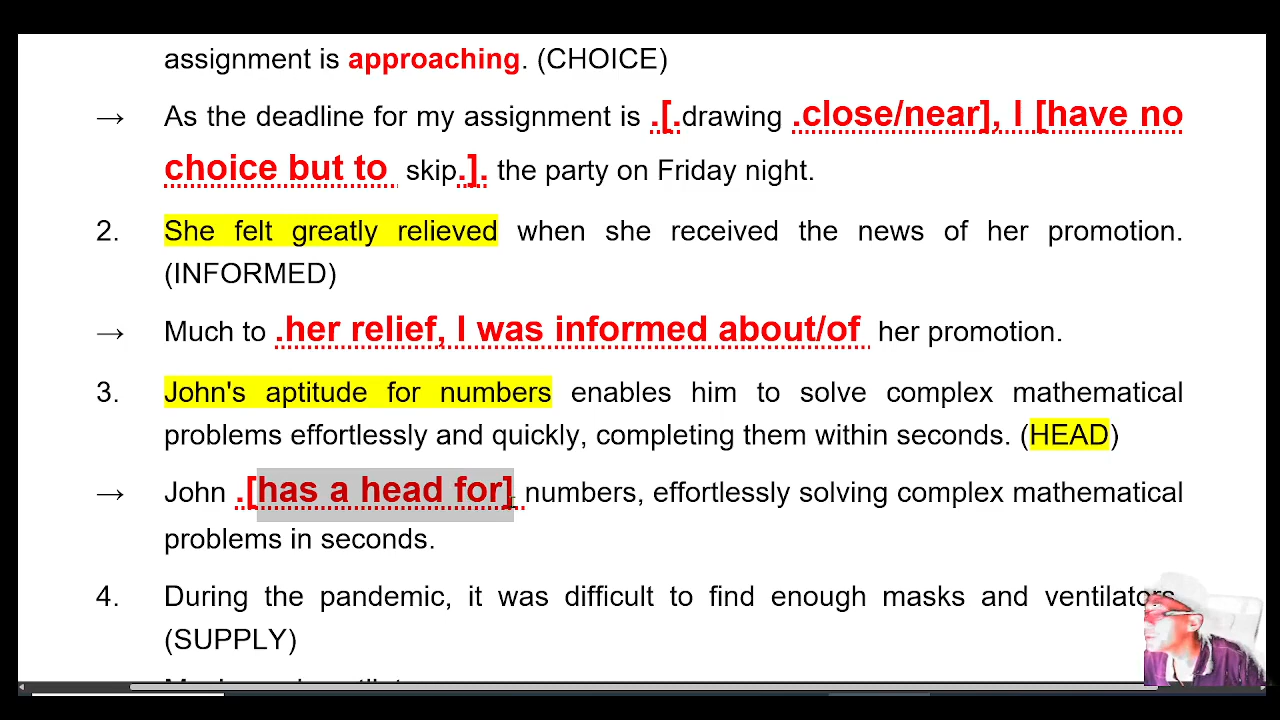 assignment is approaching. (CHOICE)
→ As the deadline for my assignment is .[.drawing .close/near], I [have no
choice but to skip.]. the party on Friday night.
2. She felt greatly relieved when she received the news of her promotion.
(INFORMED)
→ Much to .her relief, I was informed about/of her promotion.
3. John's aptitude for numbers enables him to solve complex mathematical
problems effortlessly and quickly, completing them within seconds. (HEAD)
→ John .[has a head for]. numbers, effortlessly solving complex mathematical
problems in seconds.
4. During the pandemic, it was difficult to find enough masks and ventilators.
(SUPPLY)